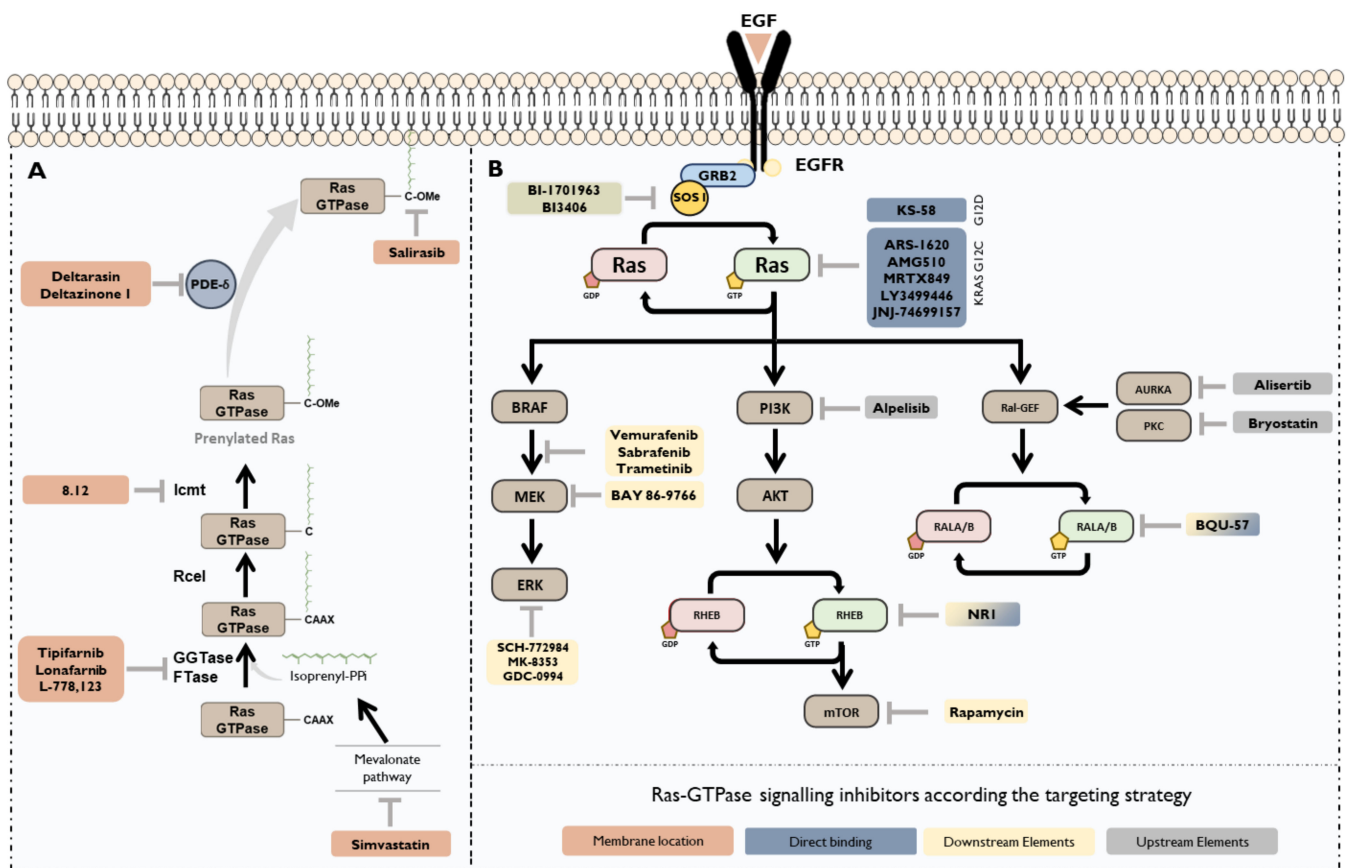 EGF
A
Ras
GTPase
C-OMe
Salirasib
Deltarasin
Deltazinone I
PDE-δ
Ras
GTPase
C-OMe
Prenylated Ras
8.12
Icmt
Ras
GTPase
C
Rcel
Ras
GTPase
CAAX
Tipifarnib
Lonafarnib
L-778,123
GGTase
FTase
Isoprenyl-PPi
Ras
GTPase
CAAX
Mevalonate
pathway
Simvastatin
B
EGFR
GRB2
SOS I
BI-1701963
BI3406
KS-58
G12D
Ras
GDP
Ras
GTP
ARS-1620
AMG510
MRTX849
LY3499446
JNJ-74699157
KRAS G12C
BRAF
PI3K
Alpelisib
Ral-GEF
AURKA
Alisertib
PKC
Bryostatin
Vemurafenib
Sabrafenib
Trametinib
MEK
BAY 86-9766
AKT
RALA/B
GDP
RALA/B
GTP
BQU-57
ERK
SCH-772984
MK-8353
GDC-0994
RHEB
GDP
RHEB
GTP
NR1
mTOR
Rapamycin
Ras-GTPase signalling inhibitors according the targeting strategy
Membrane location
Direct binding
Downstream Elements
Upstream Elements